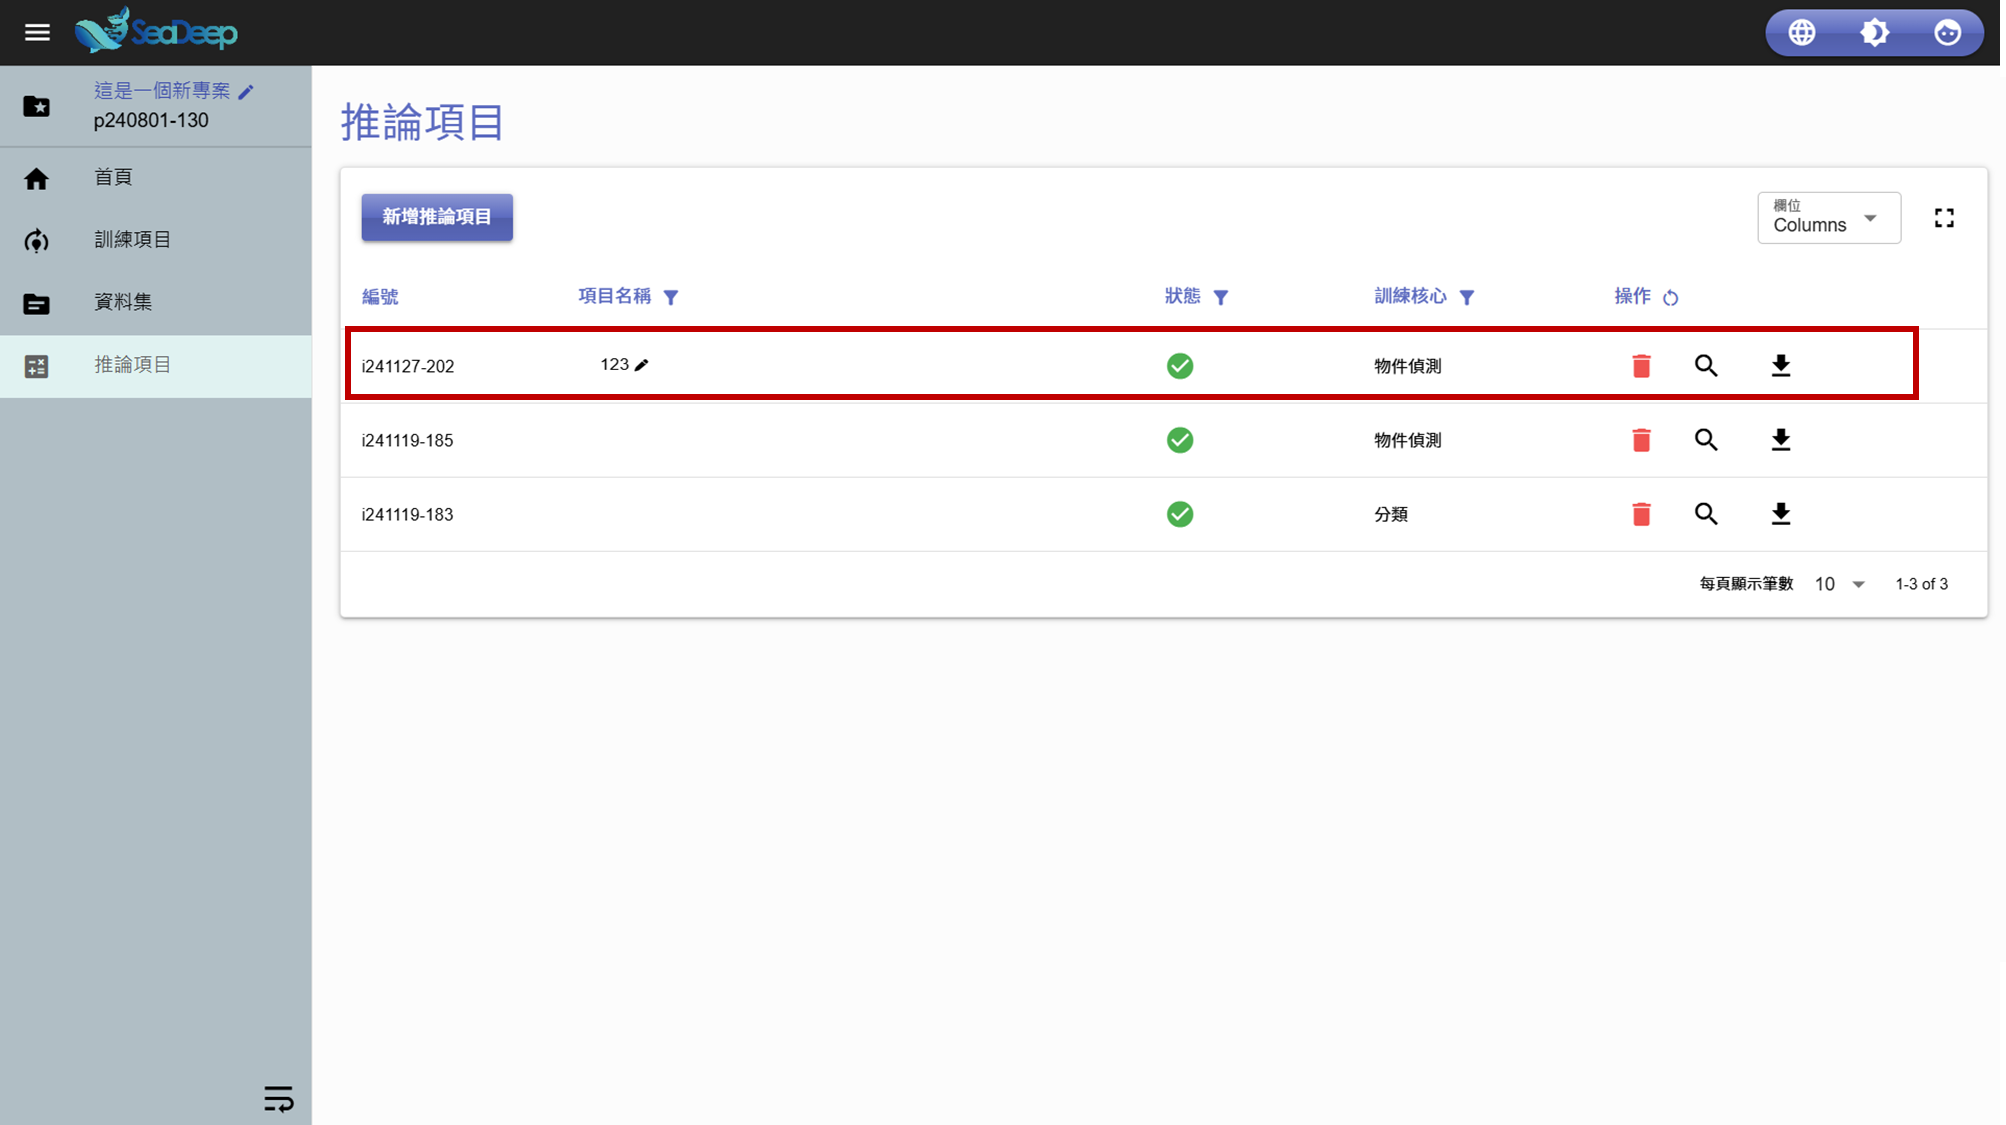 SeaDeep
這是一個新專案
p240801-130
首頁
訓練項目
資料集
推論項目
推論項目
新增推論項目
欄位
Columns
編號 項目名稱 狀態 訓練核心 操作
i241127-202 123 物件偵測
i241119-185 物件偵測
i241119-183 分類
每頁顯示筆數 10 1-3 of 3